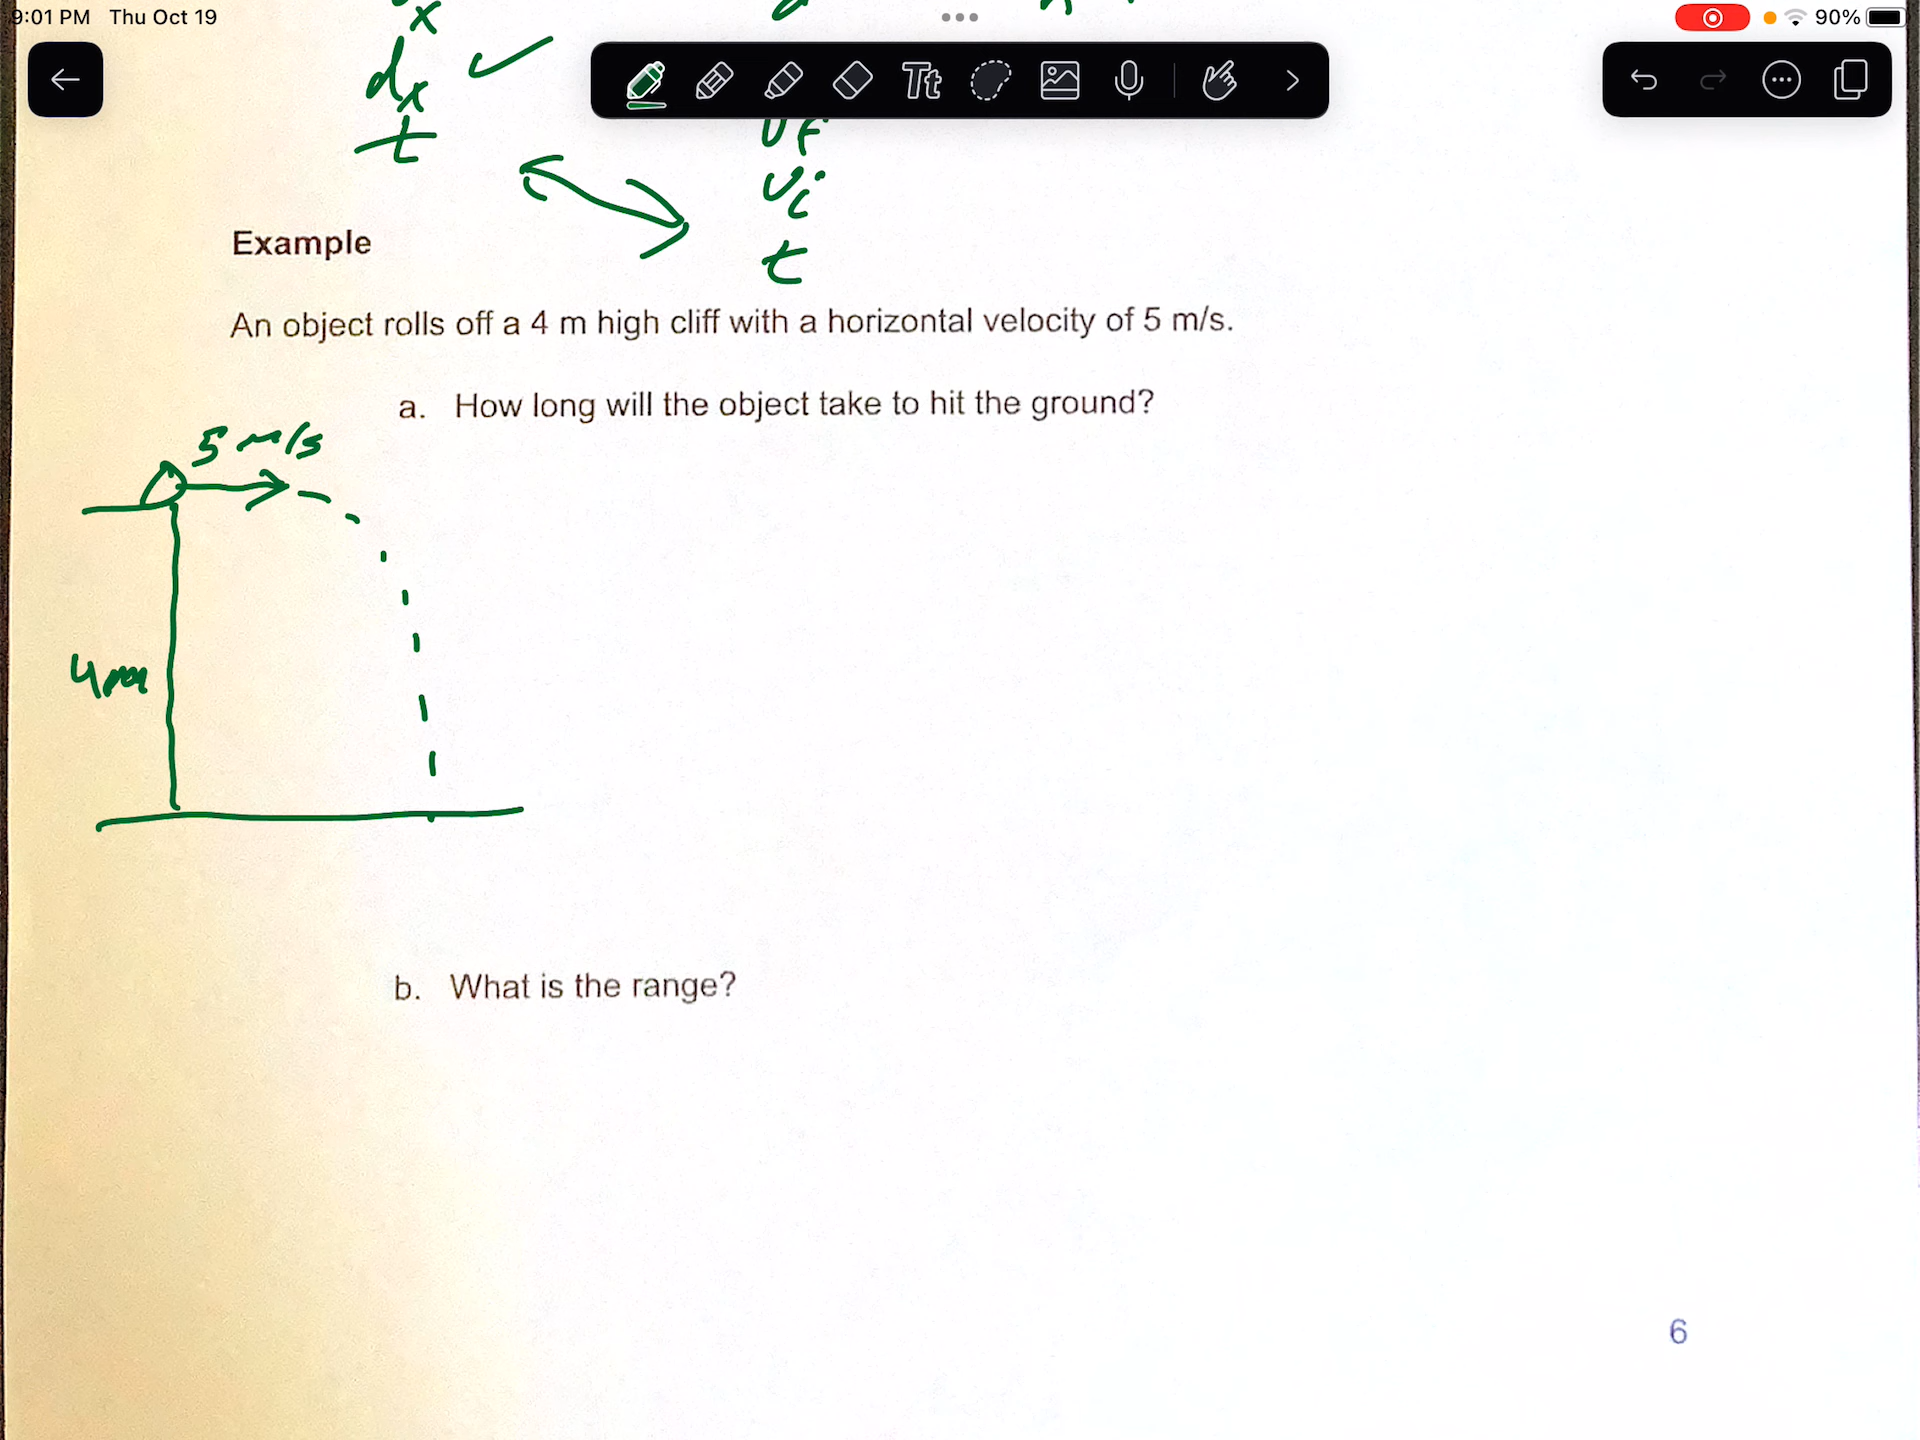 9:01 PM Thu Oct 19
90%
x
dx ✓
t
Tt
vf
vi
t
Example
An object rolls off a 4 m high cliff with a horizontal velocity of 5 m/s.
a. How long will the object take to hit the ground?
5 m/s
4m
b. What is the range?
6